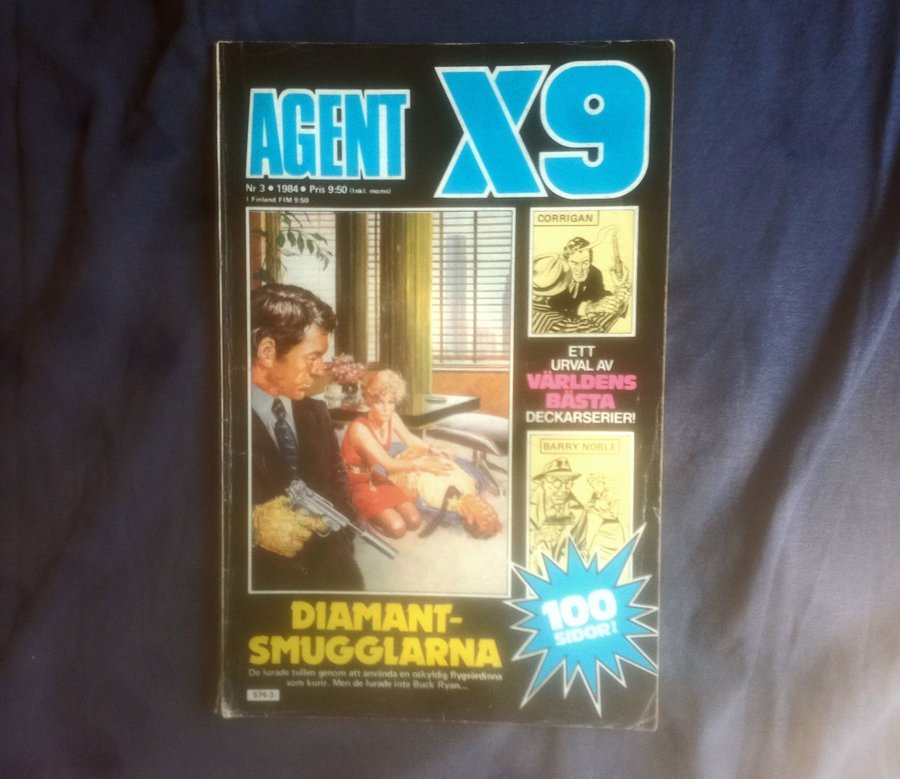 AGENT X9
Nr 3 • 1984 • Pris 9:50 (Inkl. moms)
I Finland FIM 9:50
CORRIGAN
ETT
URVAL AV
VÄRLDENS
BÄSTA
DECKARSERIER!
BARRY NOBLE
100
SIDOR!
DIAMANT-
SMUGGLARNA
De lurade tullen genom att använda en oskyldig flygvärdinna
som kurir. Men de lurade inte Buck Ryan...
674-3